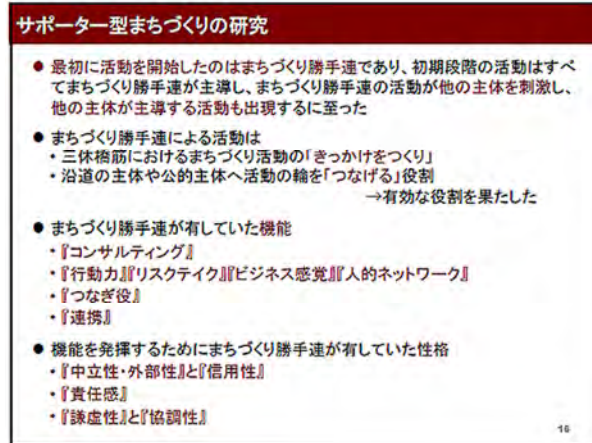 サポーター型まちづくりの研究
● 最初に活動を開始したのはまちづくり勝手連であり、初期段階の活動はすべ
てまちづくり勝手連が主導し、まちづくり勝手連の活動が他の主体を刺激し、
他の主体が主導する活動も出現するに至った
● まちづくり勝手連による活動は
・三休橋筋におけるまちづくり活動の「きっかけをつくり」
・沿道の主体や公的主体へ活動の輪を「つなげる」役割
→有効な役割を果たした
● まちづくり勝手連が有していた機能
・『コンサルティング』
・『行動力』『リスクテイク』『ビジネス感覚』『人的ネットワーク』
・『つなぎ役』
・『連携』
● 機能を発揮するためにまちづくり勝手連が有していた性格
・『中立性・外部性』と『信用性』
・『責任感』
・『謙虚性』と『協調性』
16